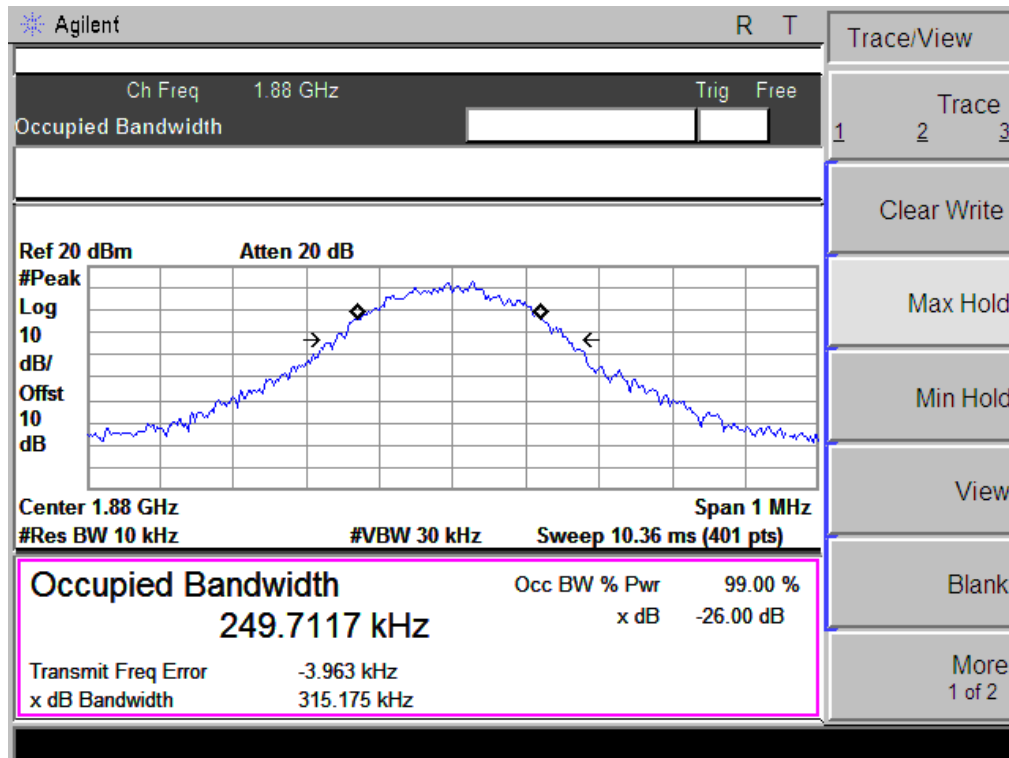 Agilent R T
Trace/View
Ch Freq 1.88 GHz Trig Free
Occupied Bandwidth
Trace
1 2 3
Clear Write
Max Hold
Min Hold
View
Blank
More
1 of 2
Ref 20 dBm Atten 20 dB
#Peak
Log
10
dB/
Offst
10
dB
Center 1.88 GHz Span 1 MHz
#Res BW 10 kHz #VBW 30 kHz Sweep 10.36 ms (401 pts)
Occupied Bandwidth
249.7117 kHz
Occ BW % Pwr 99.00 %
x dB -26.00 dB
Transmit Freq Error -3.963 kHz
x dB Bandwidth 315.175 kHz